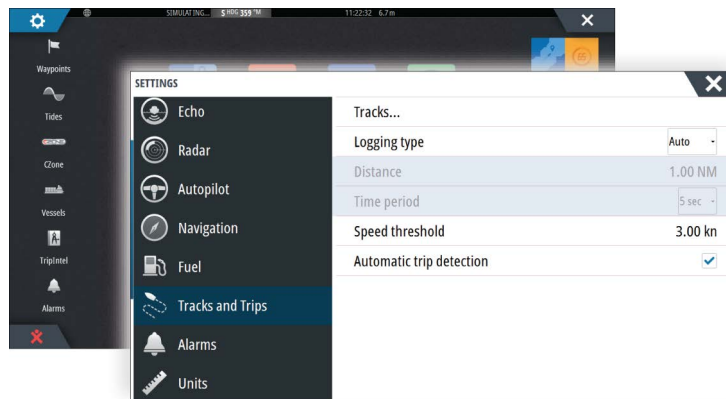 SIMULATING... S HDG 359 °M 11:22:32 6.7 m
Waypoints
Tides
CZONE
CZone
Vessels
TripIntel
Alarms
SETTINGS
Echo
Radar
Autopilot
Navigation
Fuel
Tracks and Trips
Alarms
Units
Tracks...
Logging type Auto
Distance 1.00 NM
Time period 5 sec
Speed threshold 3.00 kn
Automatic trip detection